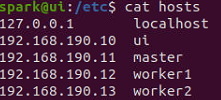 spark@ui:/etc$ cat hosts
127.0.0.1 localhost
192.168.190.10 ui
192.168.190.11 master
192.168.190.12 worker1
192.168.190.13 worker2